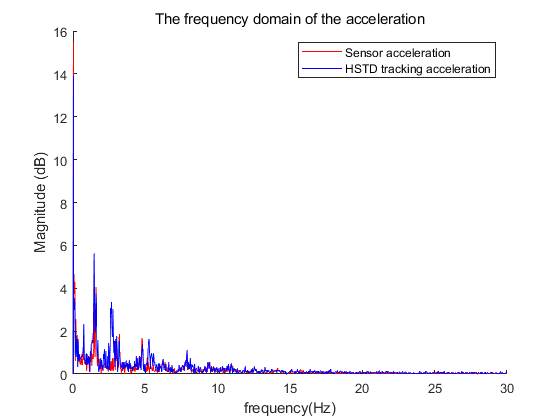 The frequency domain of the acceleration
16
14
12
10
8
6
4
2
0
Magnitude (dB)
Sensor acceleration
HSTD tracking acceleration
0 5 10 15 20 25 30
frequency(Hz)